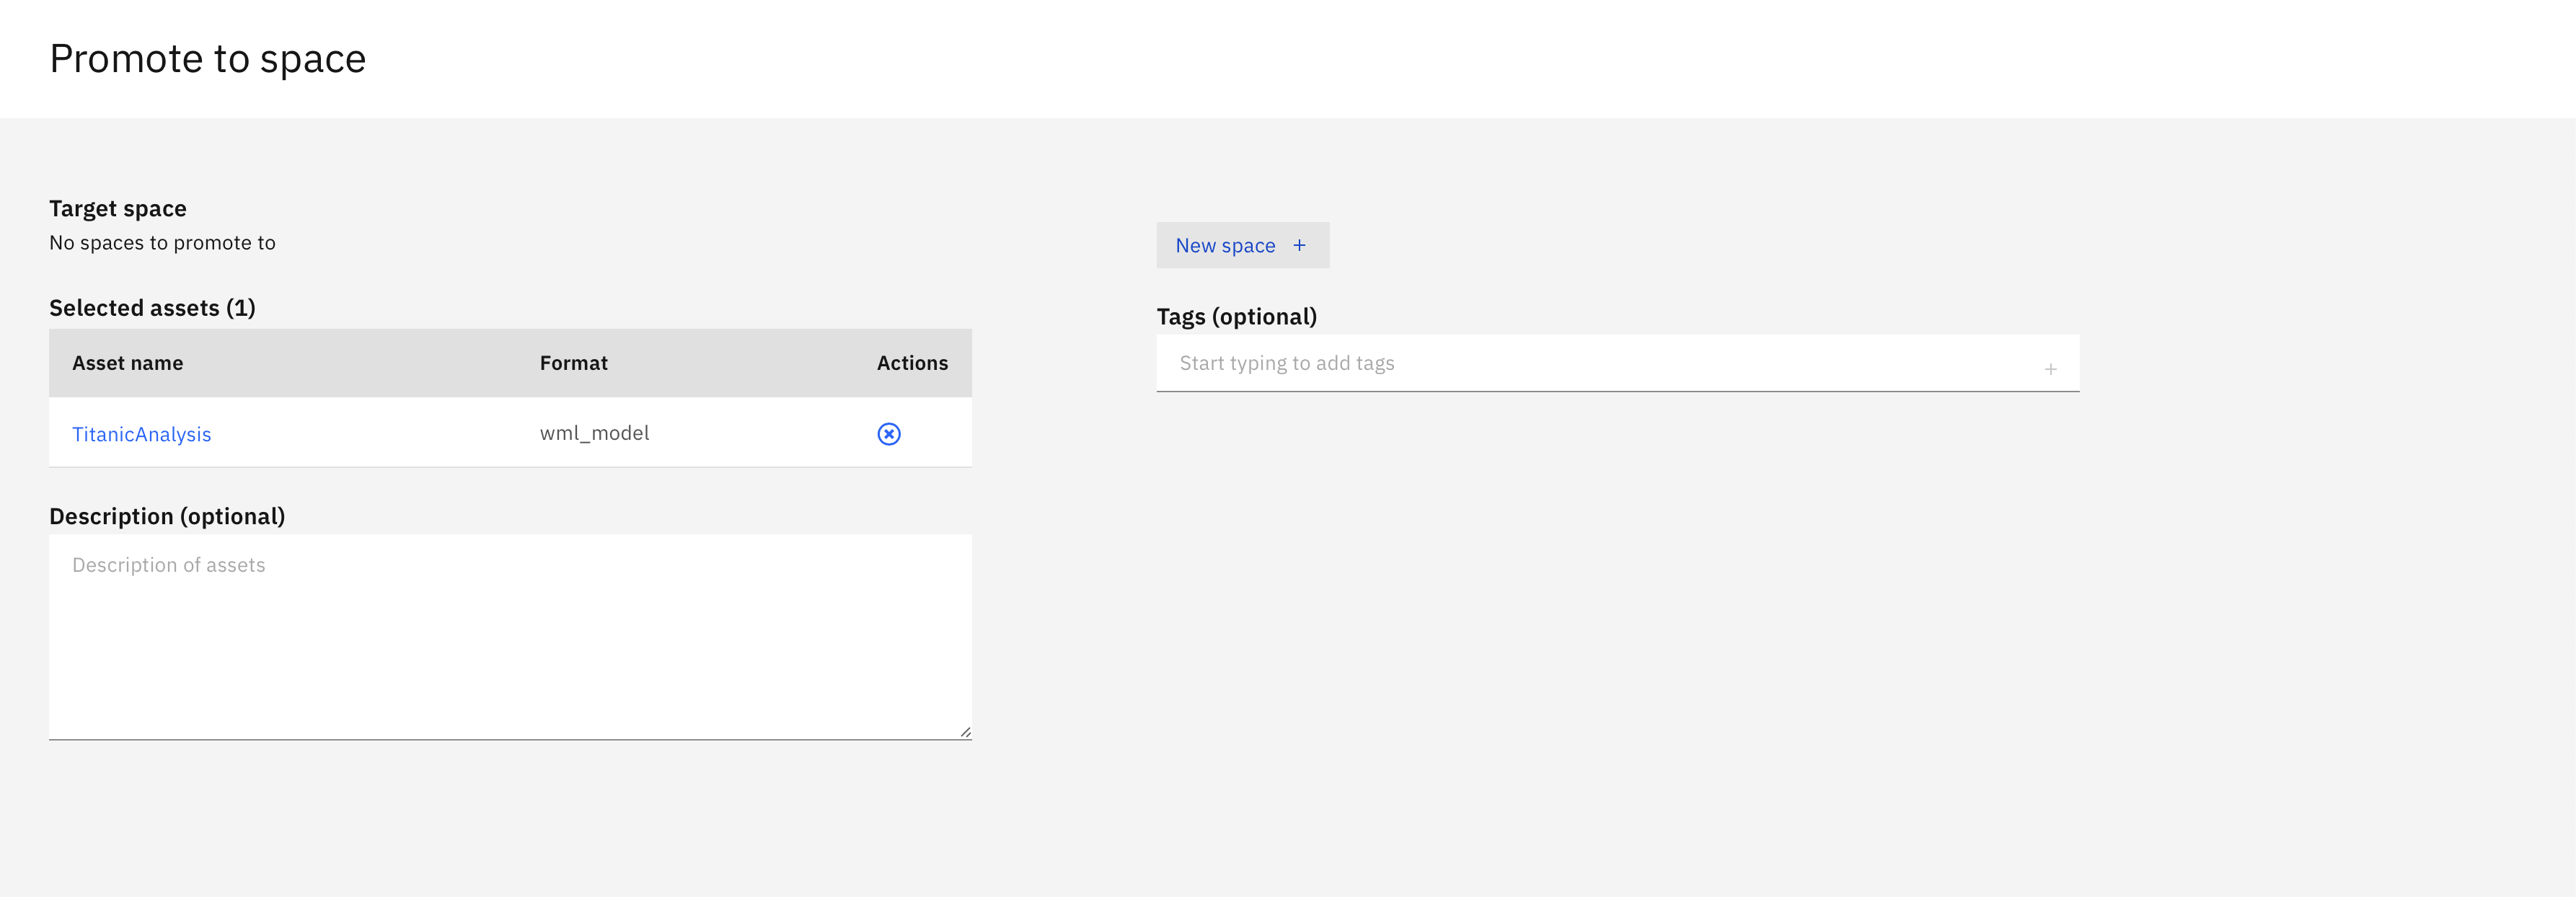 Promote to space
Target space
No spaces to promote to
New space +
Selected assets (1)
Asset name Format Actions
TitanicAnalysis wml_model
Tags (optional)
Start typing to add tags +
Description (optional)
Description of assets